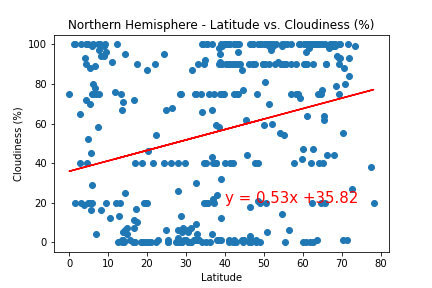 Northern Hemisphere - Latitude vs. Cloudiness (%)
100
80
60
40
20
0
Cloudiness (%)
y = 0.53x +35.82
0 10 20 30 40 50 60 70 80
Latitude